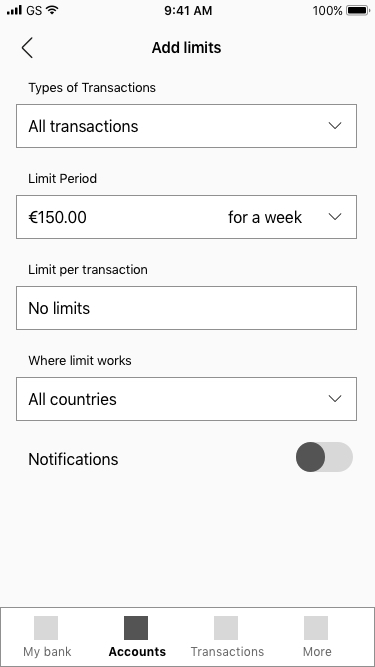 GS 9:41 AM 100%
Add limits
Types of Transactions
All transactions
Limit Period
€150.00 for a week
Limit per transaction
No limits
Where limit works
All countries
Notifications
My bank Accounts Transactions More